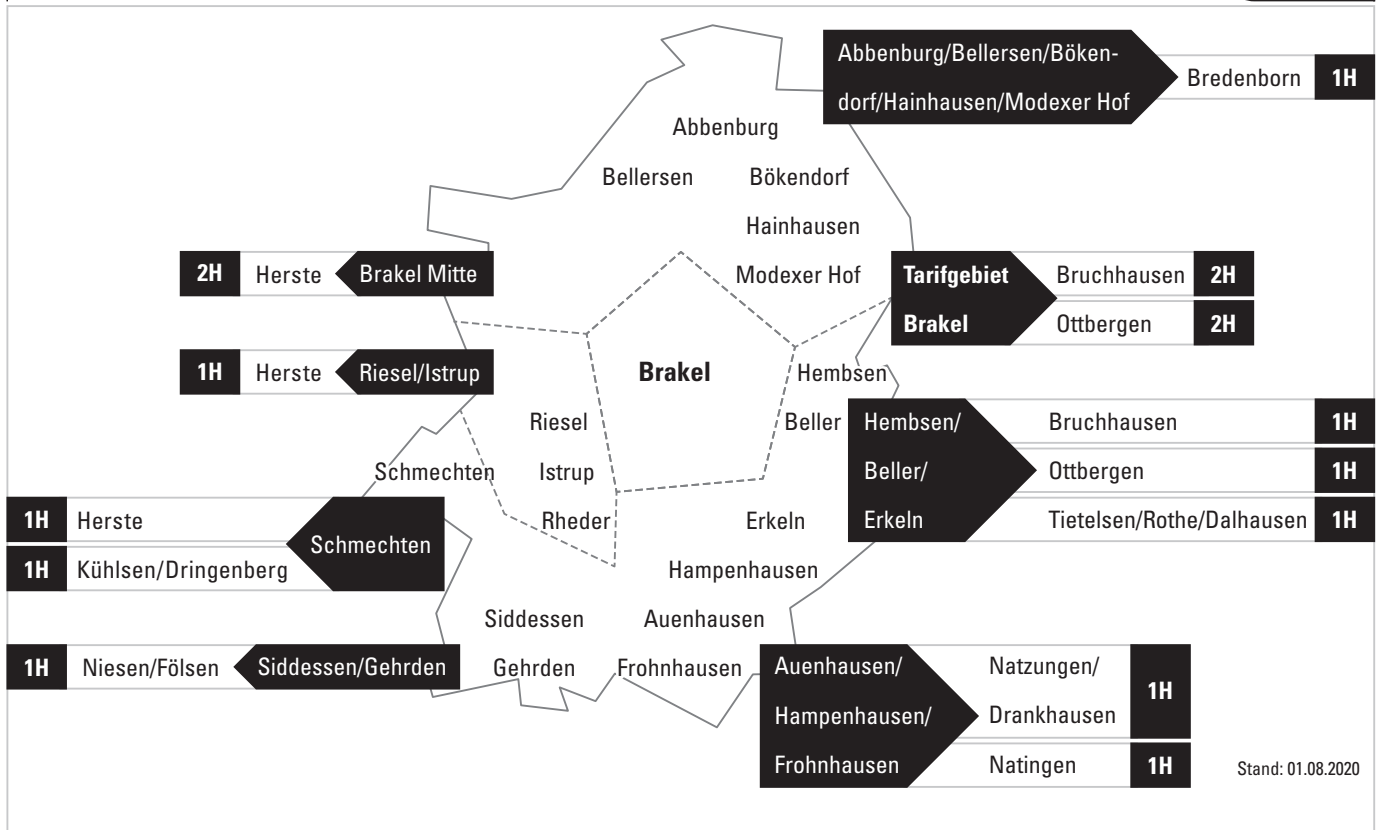 Abbenburg/Bellersen/Böken-
dorf/Hainhausen/Modexer Hof
Bredenborn 1H
Abbenburg
Bellersen Bökendorf
Hainhausen
Modexer Hof
2H Herste Brakel Mitte
Tarifgebiet
Brakel
Bruchhausen 2H
Ottbergen 2H
1H Herste Riesel/Istrup
Brakel
Hembsen
Riesel
Beller
Hembsen/
Beller/
Erkeln
Bruchhausen 1H
Ottbergen 1H
Tietelsen/Rothe/Dalhausen 1H
Schmechten Istrup
Rheder Erkeln
1H Herste
1H Kühlsen/Dringenberg
Schmechten
Hampenhausen
Siddessen Auenhausen
1H Niesen/Fölsen Siddessen/Gehrden
Gehrden Frohnhausen
Auenhausen/
Hampenhausen/
Frohnhausen
Natzungen/
Drankhausen
1H
Natingen 1H
Stand: 01.08.2020